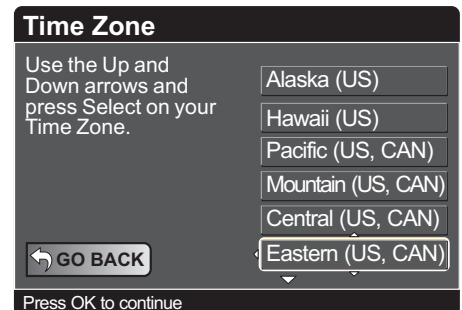 Time Zone
Use the Up and
Down arrows and
press Select on your
Time Zone.
Alaska (US)
Hawaii (US)
Pacific (US, CAN)
Mountain (US, CAN)
Central (US, CAN)
Eastern (US, CAN)
GO BACK
Press OK to continue